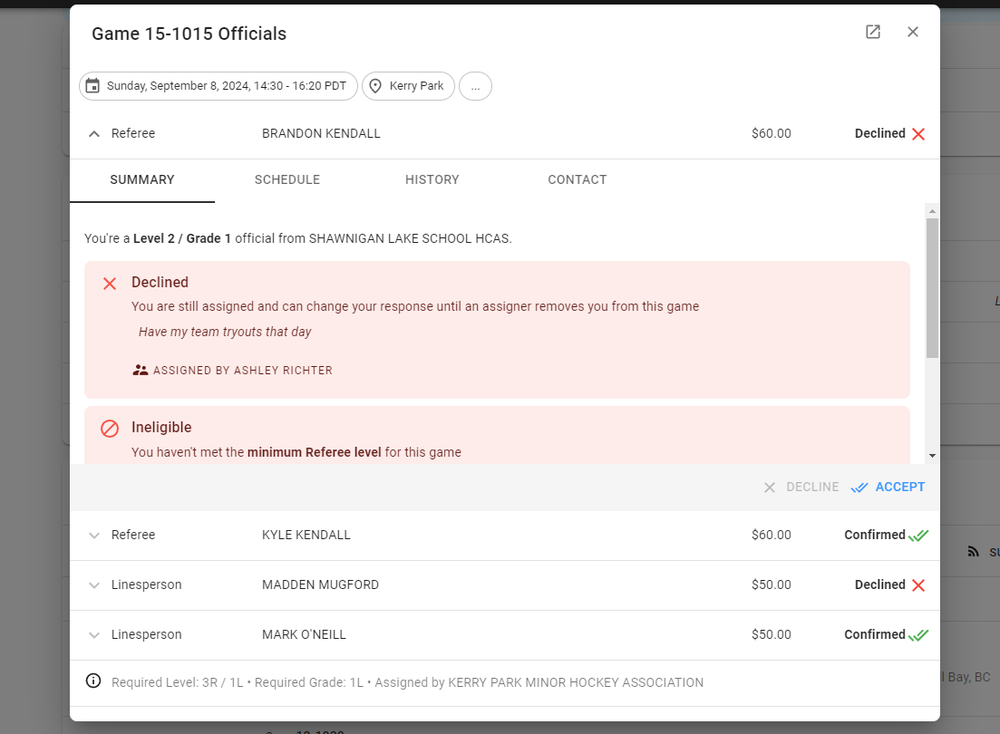 Game 15-1015 Officials
Sunday, September 8, 2024, 14:30 - 16:20 PDT Kerry Park ...
Referee BRANDON KENDALL $60.00 Declined
SUMMARY SCHEDULE HISTORY CONTACT
You're a Level 2 / Grade 1 official from SHAWNIGAN LAKE SCHOOL HCAS.
Declined
You are still assigned and can change your response until an assigner removes you from this game
Have my team tryouts that day
ASSIGNED BY ASHLEY RICHTER
Ineligible
You haven't met the minimum Referee level for this game
DECLINE ACCEPT
Referee KYLE KENDALL $60.00 Confirmed
Linesperson MADDEN MUGFORD $50.00 Declined
Linesperson MARK O'NEILL $50.00 Confirmed
Bay, BC
Required Level: 3R / 1L • Required Grade: 1L • Assigned by KERRY PARK MINOR HOCKEY ASSOCIATION